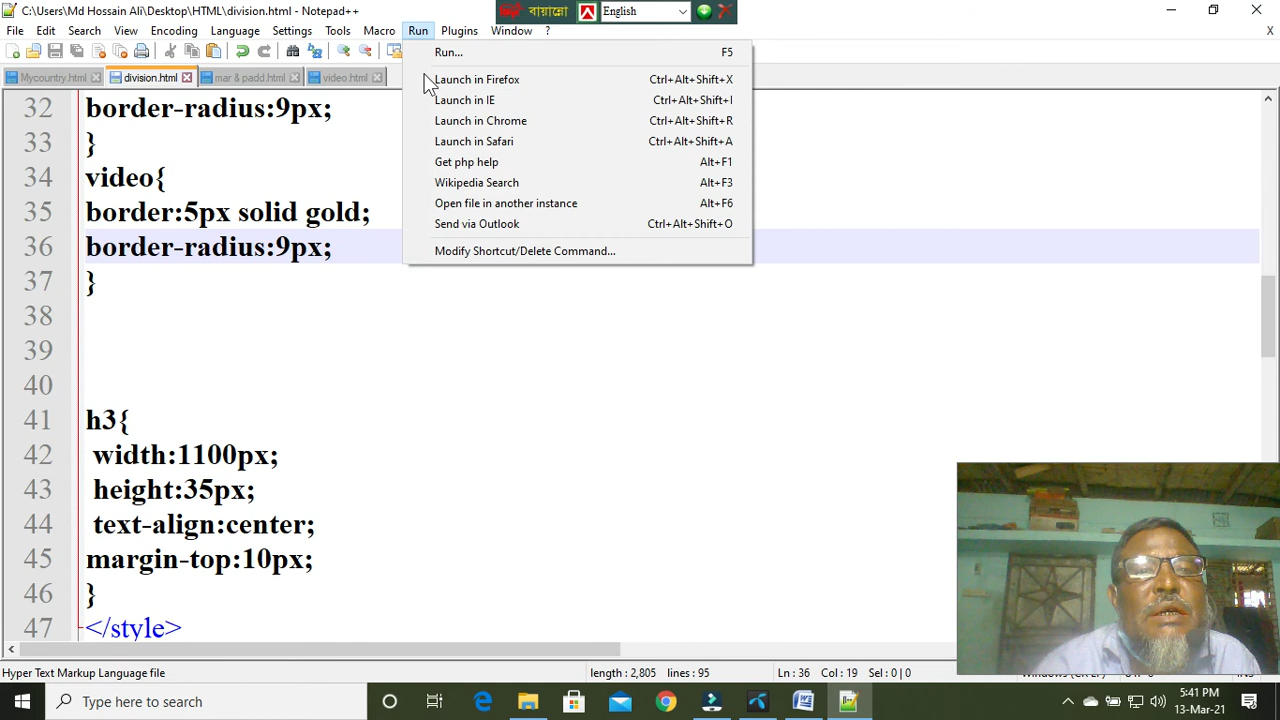 C:\Users\Md Hossain Ali\Desktop\HTML\division.html - Notepad++
বায়ান্নো English
File Edit Search View Encoding Language Settings Tools Macro Run Plugins Window ? X
Mycountry.html division.html mar & padd.html video.html
Run... F5
Launch in Firefox Ctrl+Alt+Shift+X
Launch in IE Ctrl+Alt+Shift+I
Launch in Chrome Ctrl+Alt+Shift+R
Launch in Safari Ctrl+Alt+Shift+A
Get php help Alt+F1
Wikipedia Search Alt+F3
Open file in another instance Alt+F6
Send via Outlook Ctrl+Alt+Shift+O
Modify Shortcut/Delete Command...
32 border-radius:9px;
33 }
34 video{
35 border:5px solid gold;
36 border-radius:9px;
37 }
38
39
40
41 h3{
42 width:1100px;
43 height:35px;
44 text-align:center;
45 margin-top:10px;
46 }
47 </style>
Hyper Text Markup Language file length : 2,805 lines : 95 Ln : 36 Col : 19 Sel : 0 | 0
Type here to search
5:41 PM
13-Mar-21